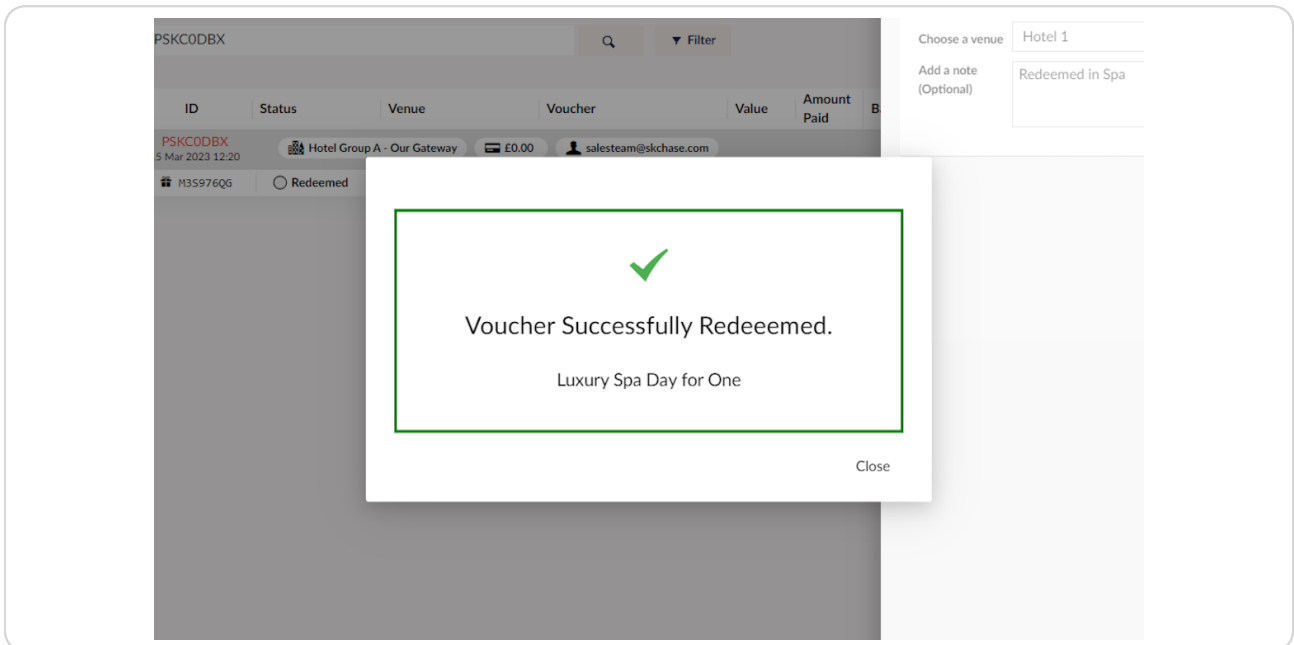 PSKC0DBX
Filter
Choose a venue
Hotel 1
Add a note
(Optional)
Redeemed in Spa
ID
Status
Venue
Voucher
Value
Amount
Paid
B
PSKC0DBX
5 Mar 2023 12:20
Hotel Group A - Our Gateway
£0.00
salesteam@skchase.com
M3S976QG
Redeemed
Voucher Successfully Redeeemed.
Luxury Spa Day for One
Close